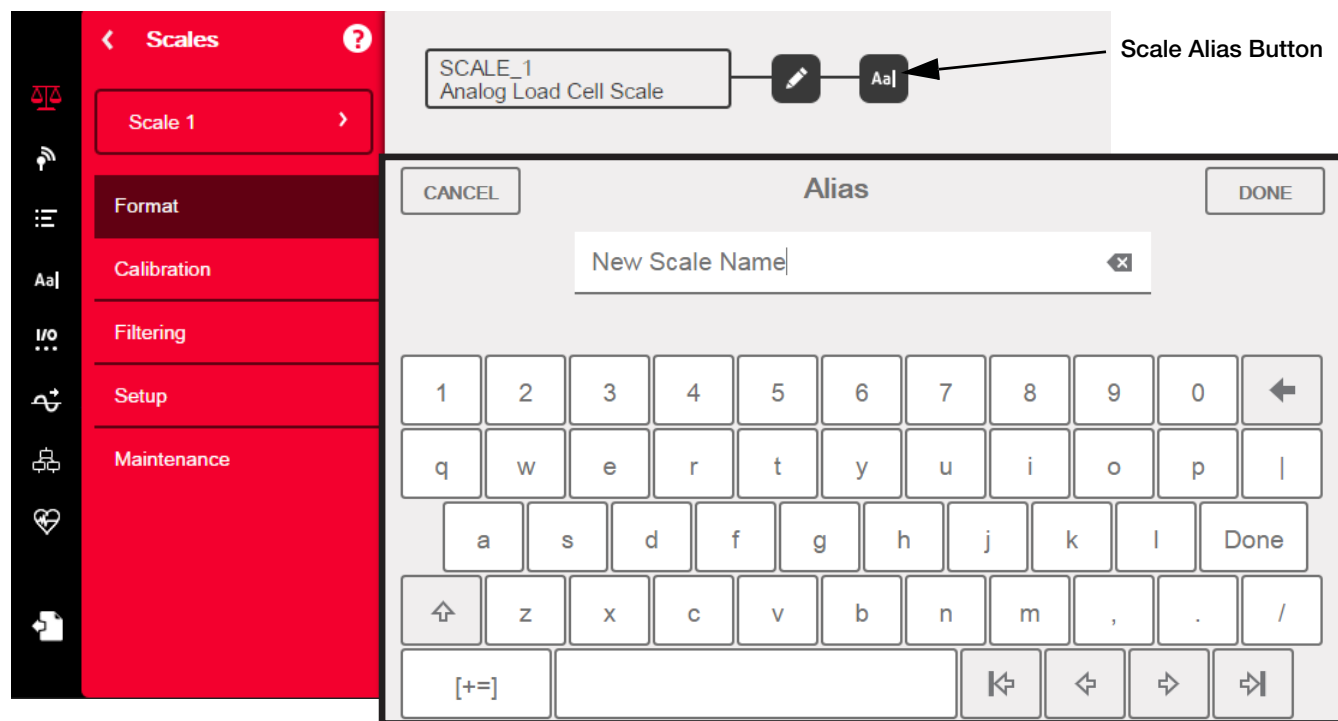 Scales
?
Scale 1
Format
Calibration
Filtering
Setup
Maintenance
Aa
I/O
SCALE_1
Analog Load Cell Scale
Aa
Scale Alias Button
CANCEL
Alias
DONE
New Scale Name
1 2 3 4 5 6 7 8 9 0
q w e r t y u i o p |
a s d f g h j k l Done
z x c v b n m , . /
[+=]